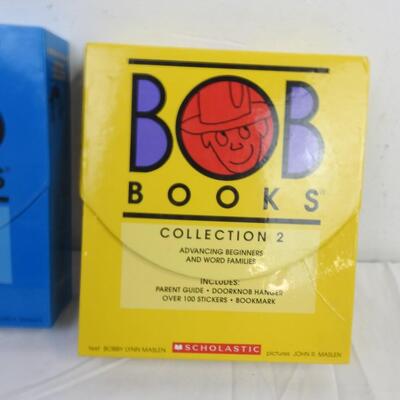 BOB
BOOKS®
COLLECTION 2
ADVANCING BEGINNERS
AND WORD FAMILIES
INCLUDES:
PARENT GUIDE • DOORKNOB HANGER
OVER 100 STICKERS • BOOKMARK
text BOBBY LYNN MASLEN
SCHOLASTIC
pictures JOHN R. MASLEN